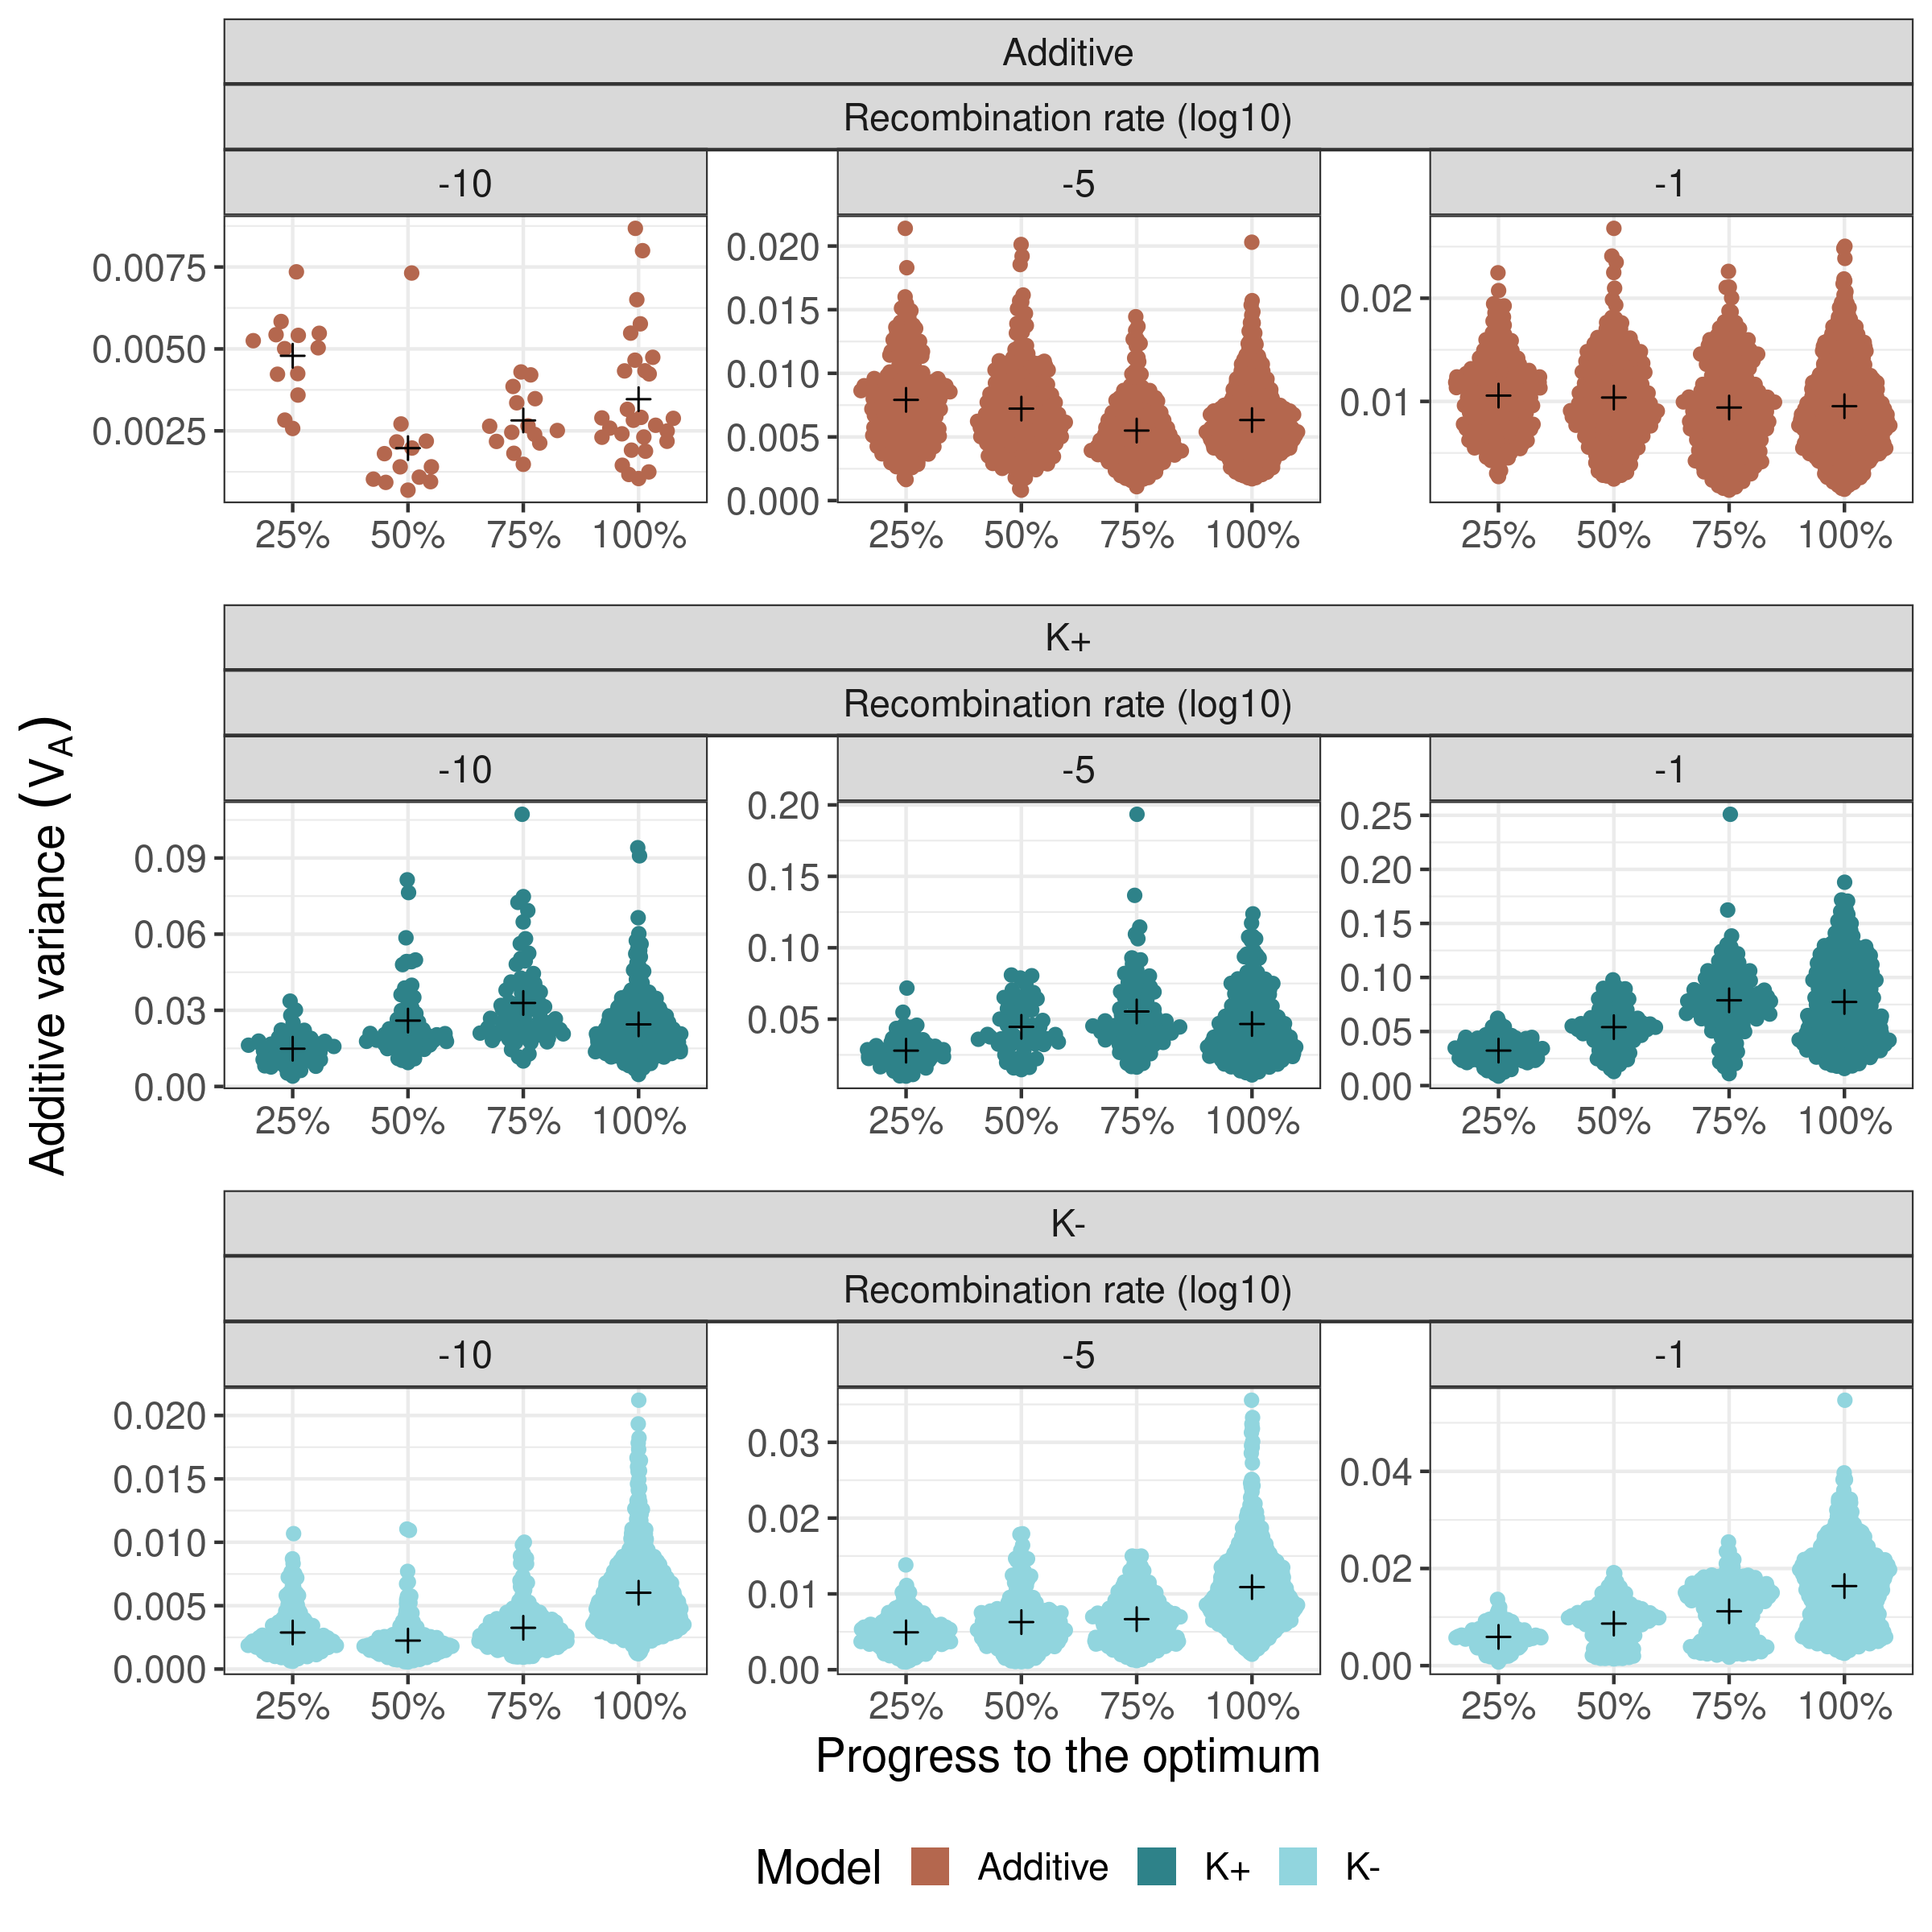 Additive
Recombination rate (log10)
-10 -5 -1
0.0075
0.0050
0.0025
0.020
0.015
0.010
0.005
0.000
0.02
0.01
25% 50% 75% 100% 25% 50% 75% 100% 25% 50% 75% 100%
K+
Recombination rate (log10)
-10 -5 -1
0.09
0.06
0.03
0.00
0.20
0.15
0.10
0.05
0.25
0.20
0.15
0.10
0.05
0.00
25% 50% 75% 100% 25% 50% 75% 100% 25% 50% 75% 100%
K-
Recombination rate (log10)
-10 -5 -1
0.020
0.015
0.010
0.005
0.000
0.03
0.02
0.01
0.00
0.04
0.02
0.00
25% 50% 75% 100% 25% 50% 75% 100% 25% 50% 75% 100%
Additive variance (VA)
Progress to the optimum
Model Additive K+ K-